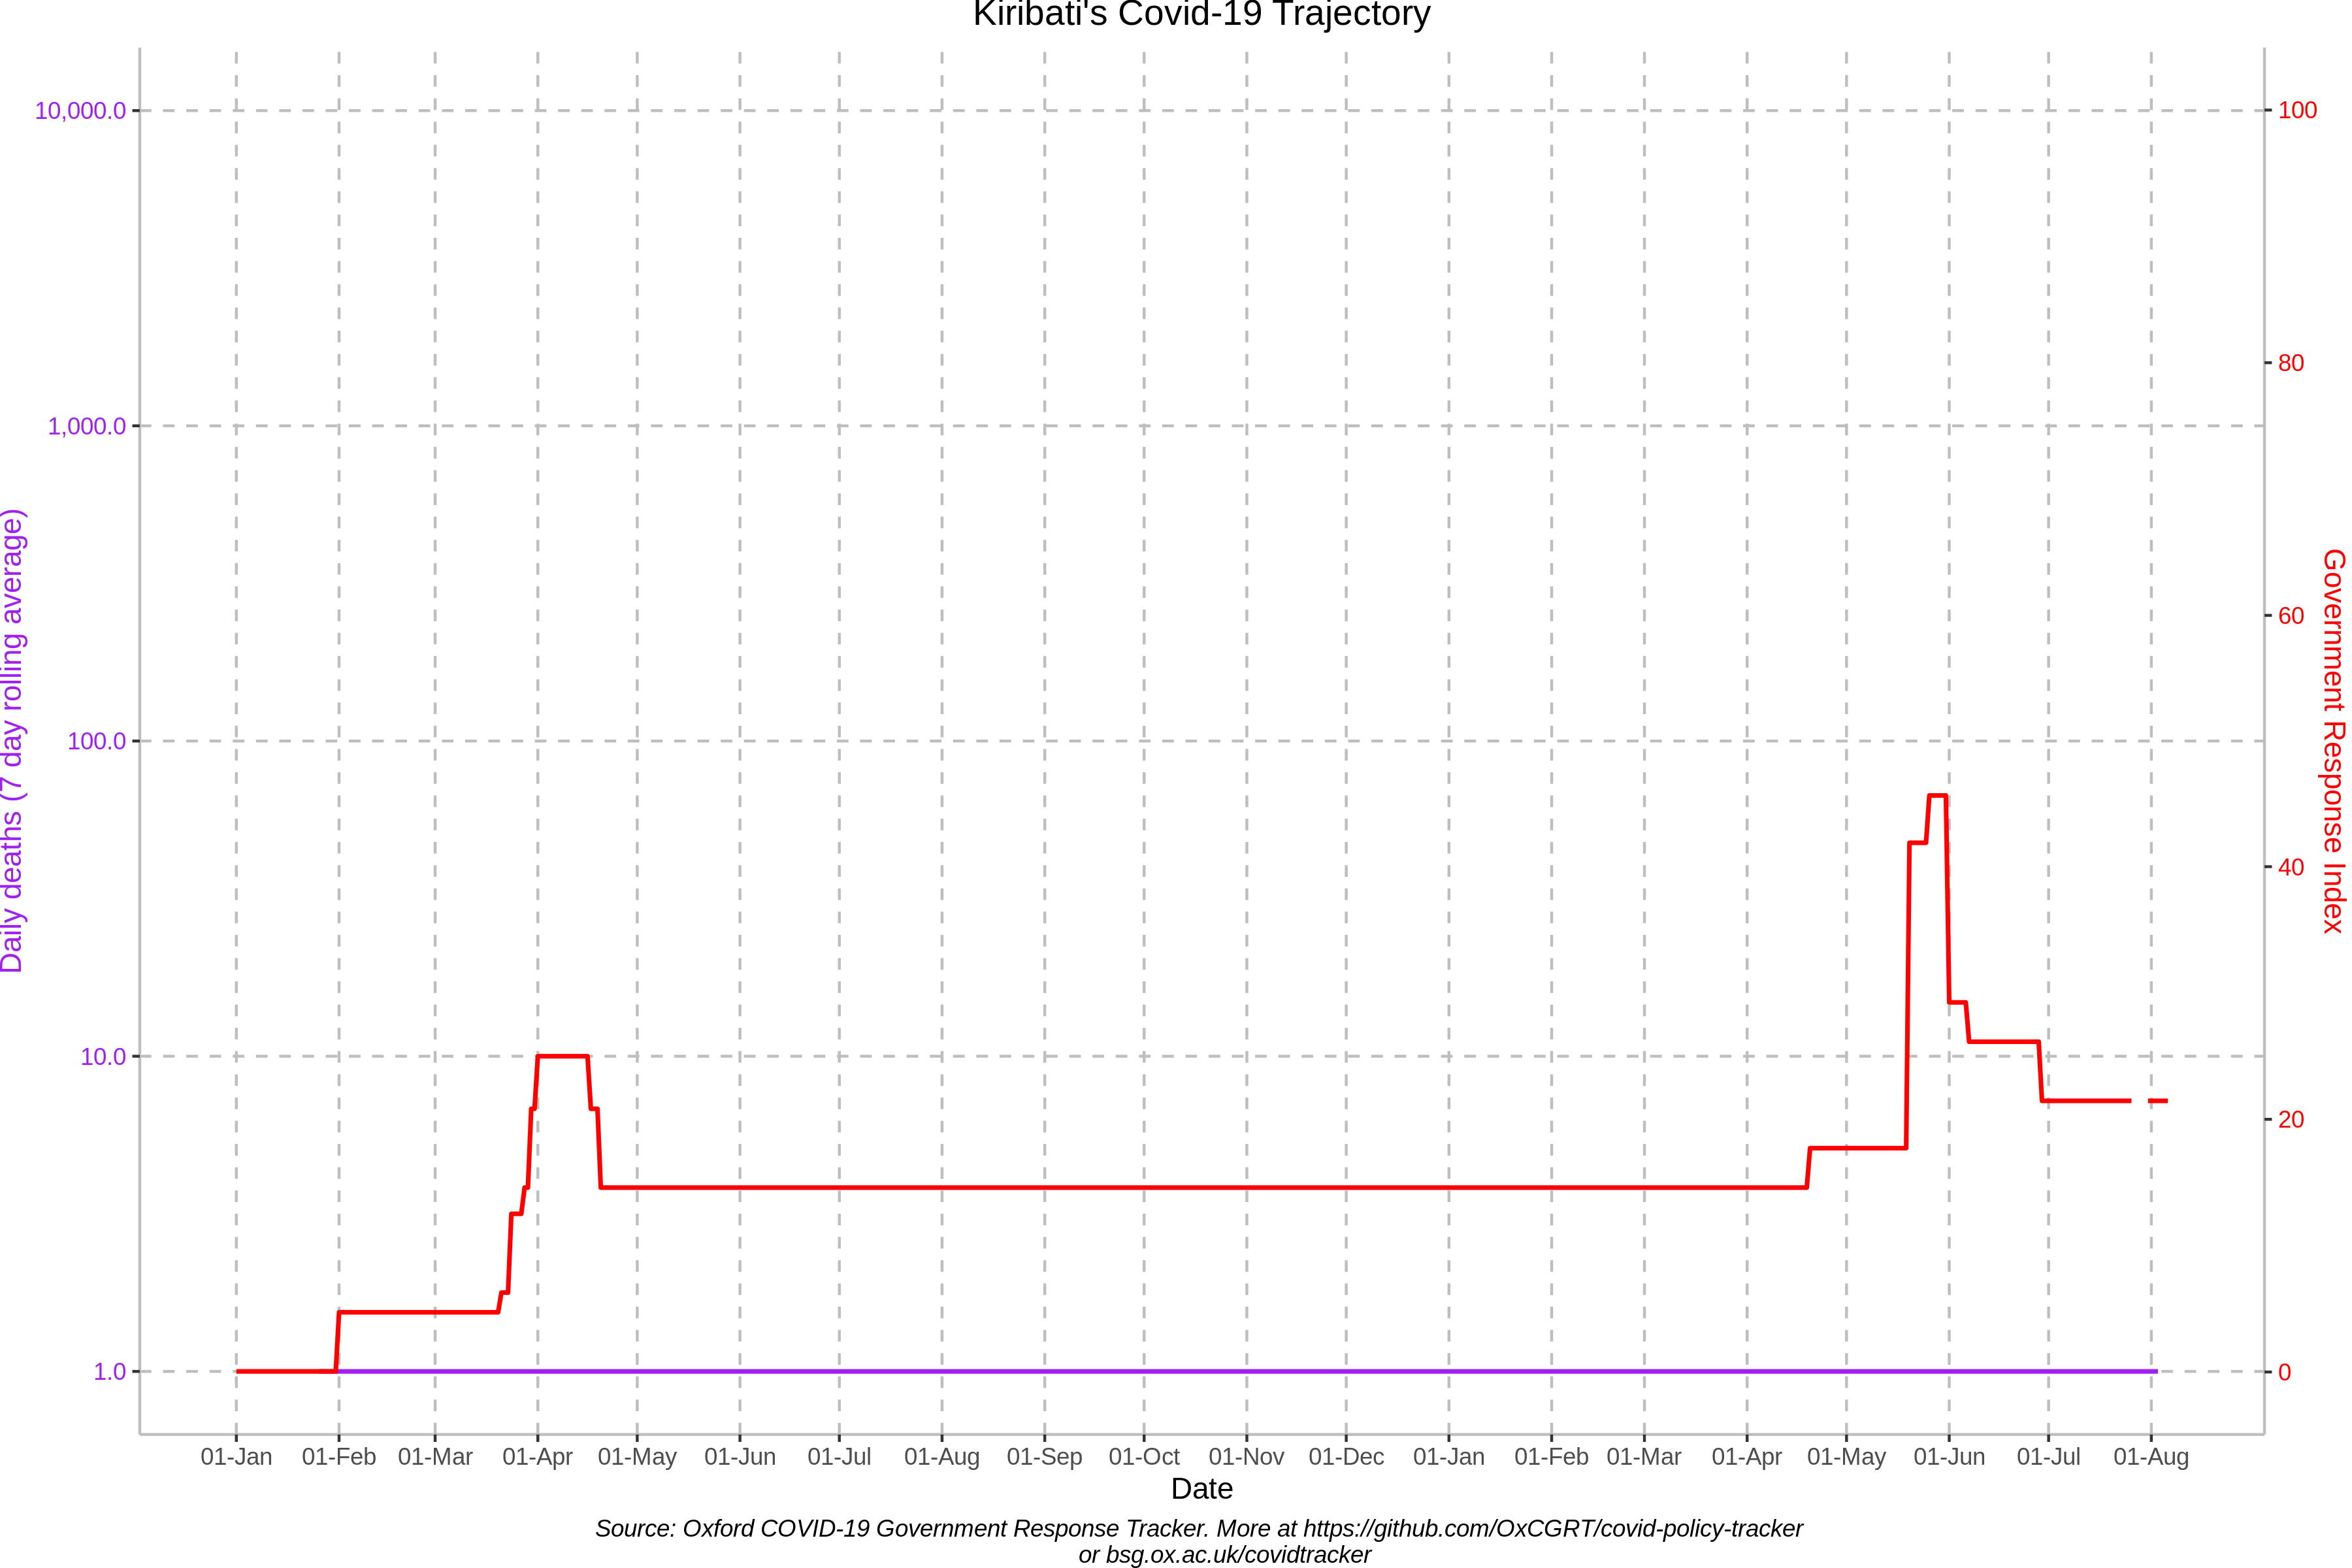 Kiribati's Covid-19 Trajectory
10,000.0
1,000.0
100.0
10.0
1.0
Daily deaths (7 day rolling average)
100
80
60
40
20
0
Government Response Index
01-Jan 01-Feb 01-Mar 01-Apr 01-May 01-Jun 01-Jul 01-Aug 01-Sep 01-Oct 01-Nov 01-Dec 01-Jan 01-Feb 01-Mar 01-Apr 01-May 01-Jun 01-Jul 01-Aug
Date
Source: Oxford COVID-19 Government Response Tracker. More at https://github.com/OxCGRT/covid-policy-tracker
or bsg.ox.ac.uk/covidtracker